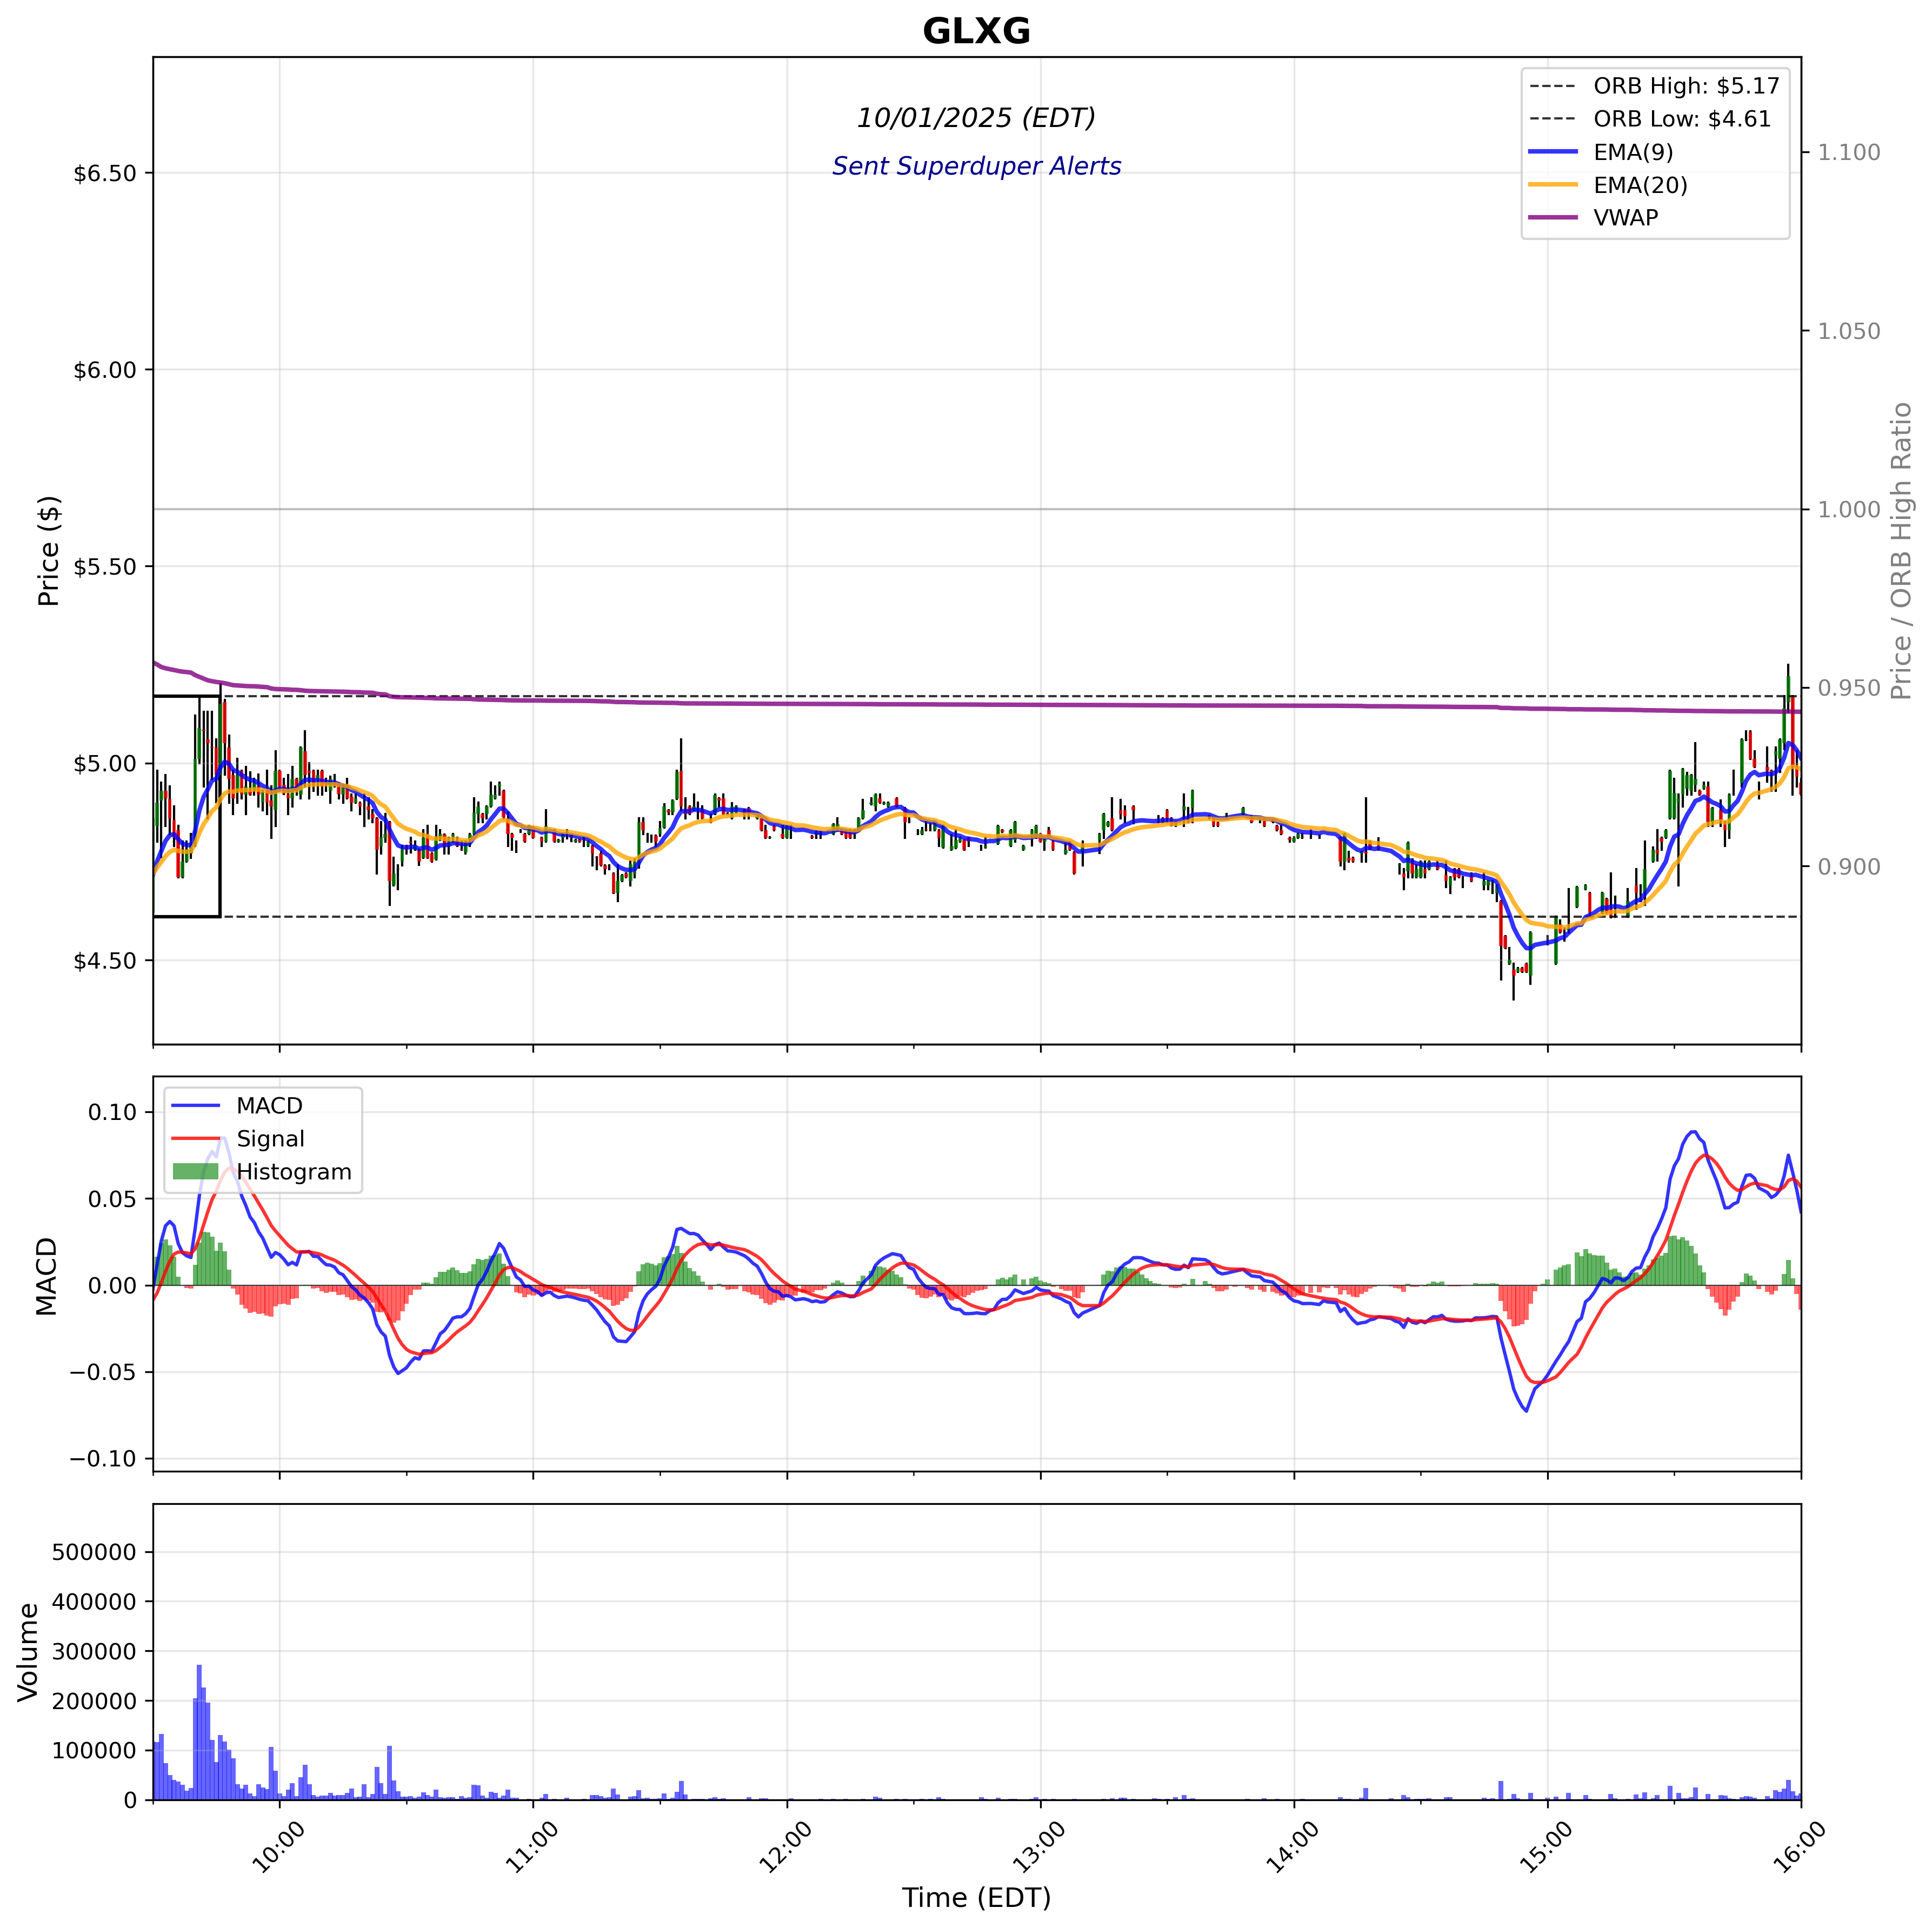 GLXG
10/01/2025 (EDT)
Sent Superduper Alerts
ORB High: $5.17
ORB Low: $4.61
EMA(9)
EMA(20)
VWAP
Price ($)
$6.50
$6.00
$5.50
$5.00
$4.50
1.100
1.050
1.000
0.950
0.900
Price / ORB High Ratio
MACD
Signal
Histogram
MACD
0.10
0.05
0.00
−0.05
−0.10
Volume
500000
400000
300000
200000
100000
0
10:00
11:00
12:00
13:00
14:00
15:00
16:00
Time (EDT)